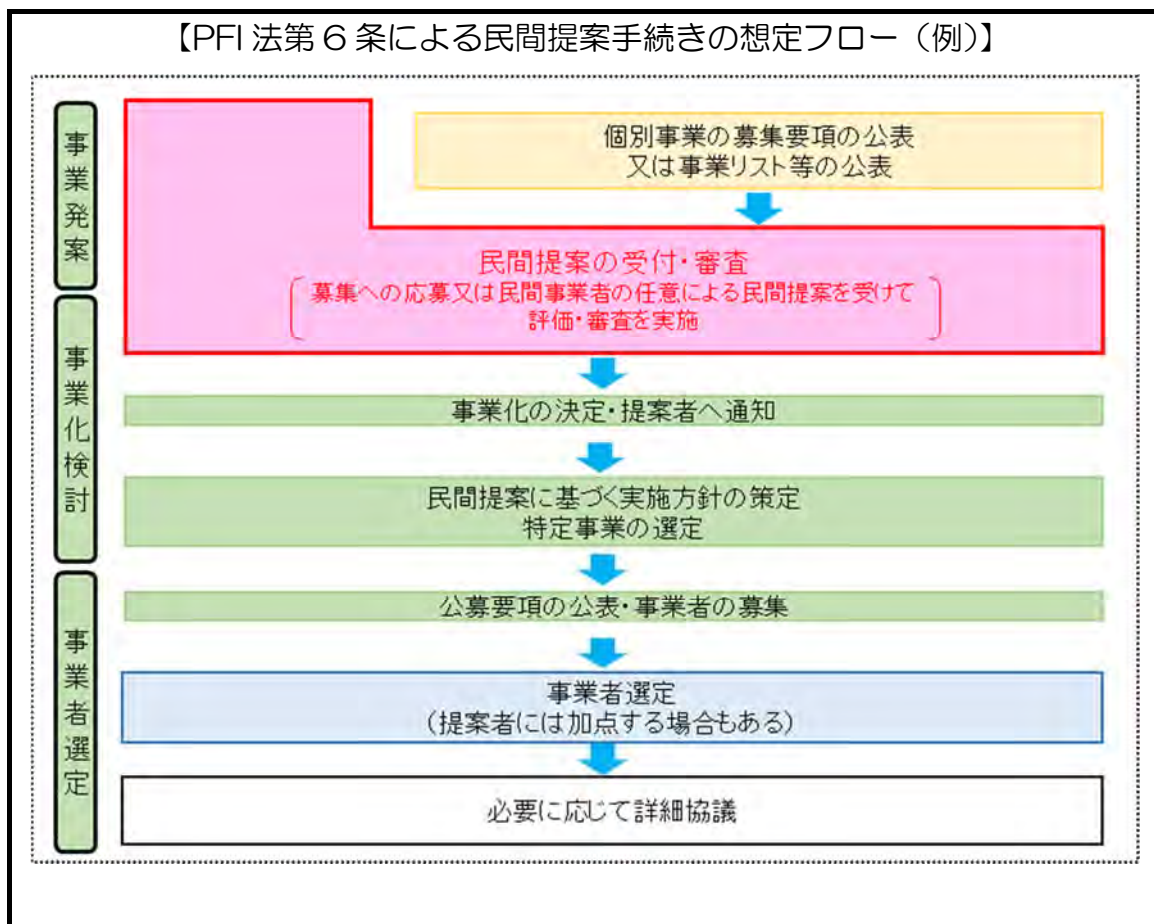 【PFI 法第 6 条による民間提案手続きの想定フロー（例）】
事業発案
個別事業の募集要項の公表
又は事業リスト等の公表
民間提案の受付・審査
募集への応募又は民間事業者の任意による民間提案を受けて
評価・審査を実施
事業化検討
事業化の決定・提案者へ通知
民間提案に基づく実施方針の策定
特定事業の選定
事業者選定
公募要項の公表・事業者の募集
事業者選定
（提案者には加点する場合もある）
必要に応じて詳細協議